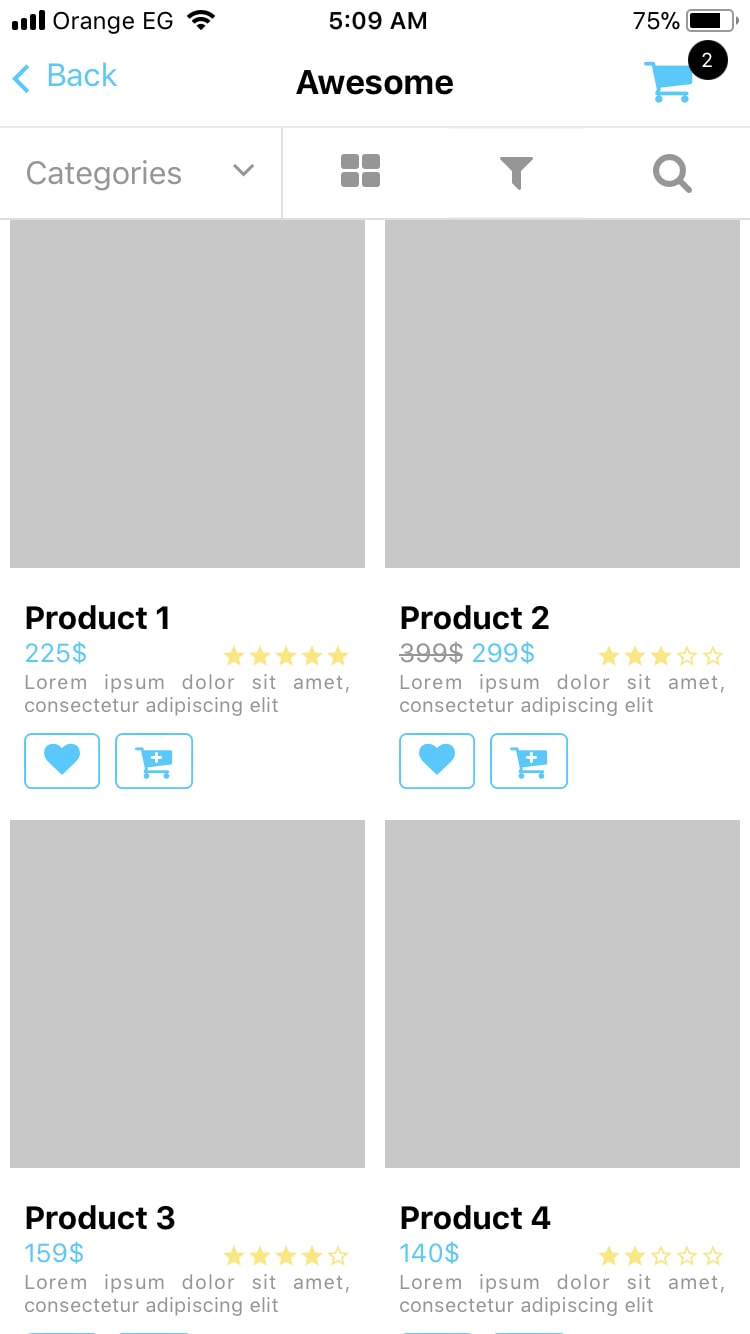 Orange EG 5:09 AM 75%
Back Awesome 2
Categories
Product 1
225$
Lorem ipsum dolor sit amet,
consectetur adipiscing elit
Product 2
399$ 299$
Lorem ipsum dolor sit amet,
consectetur adipiscing elit
Product 3
159$
Lorem ipsum dolor sit amet,
consectetur adipiscing elit
Product 4
140$
Lorem ipsum dolor sit amet,
consectetur adipiscing elit